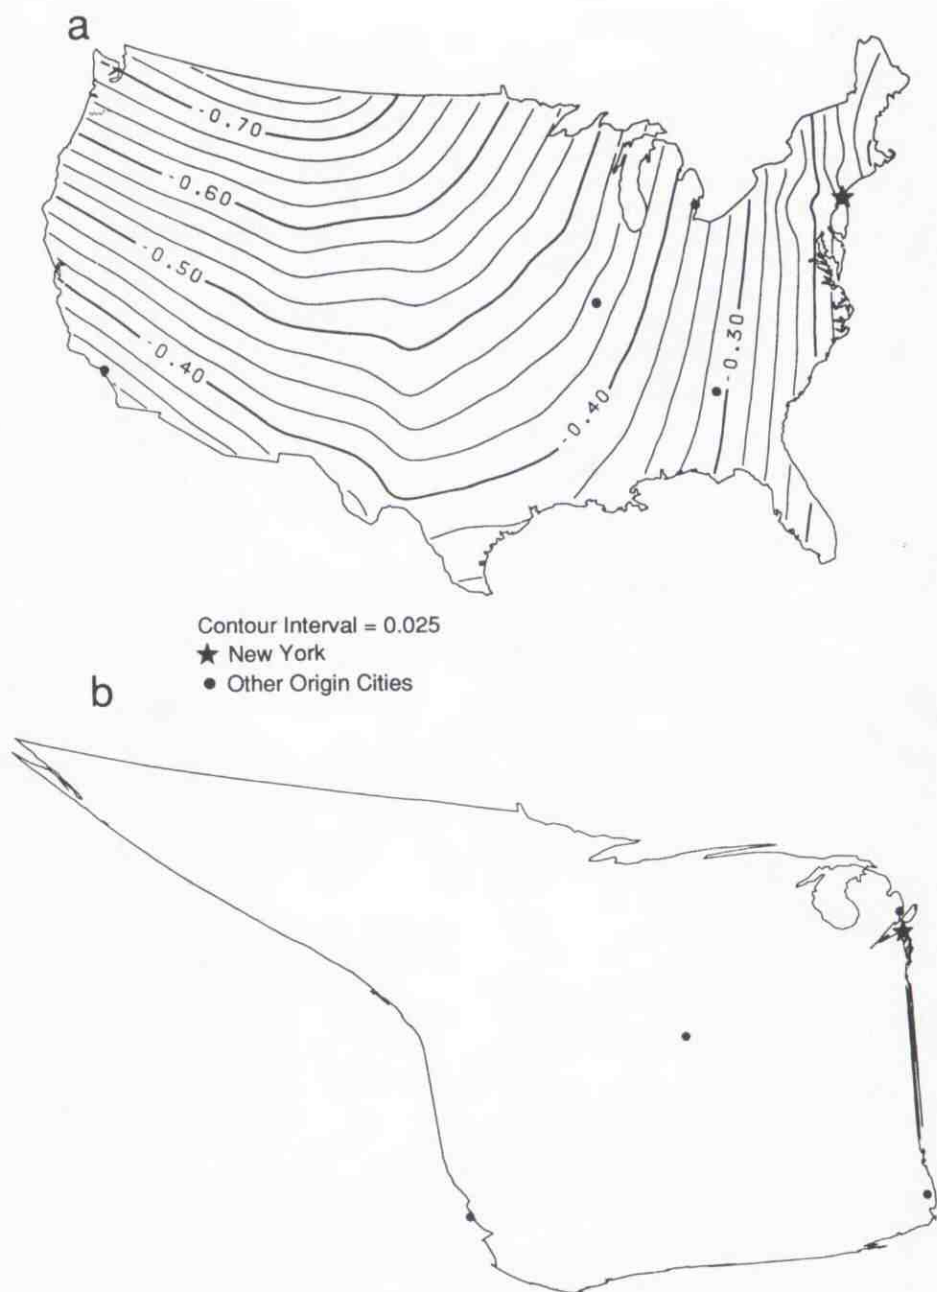 a
-0.70
-0.60
-0.50
-0.40
-0.40
-0.30
Contour Interval = 0.025
★ New York
● Other Origin Cities
b